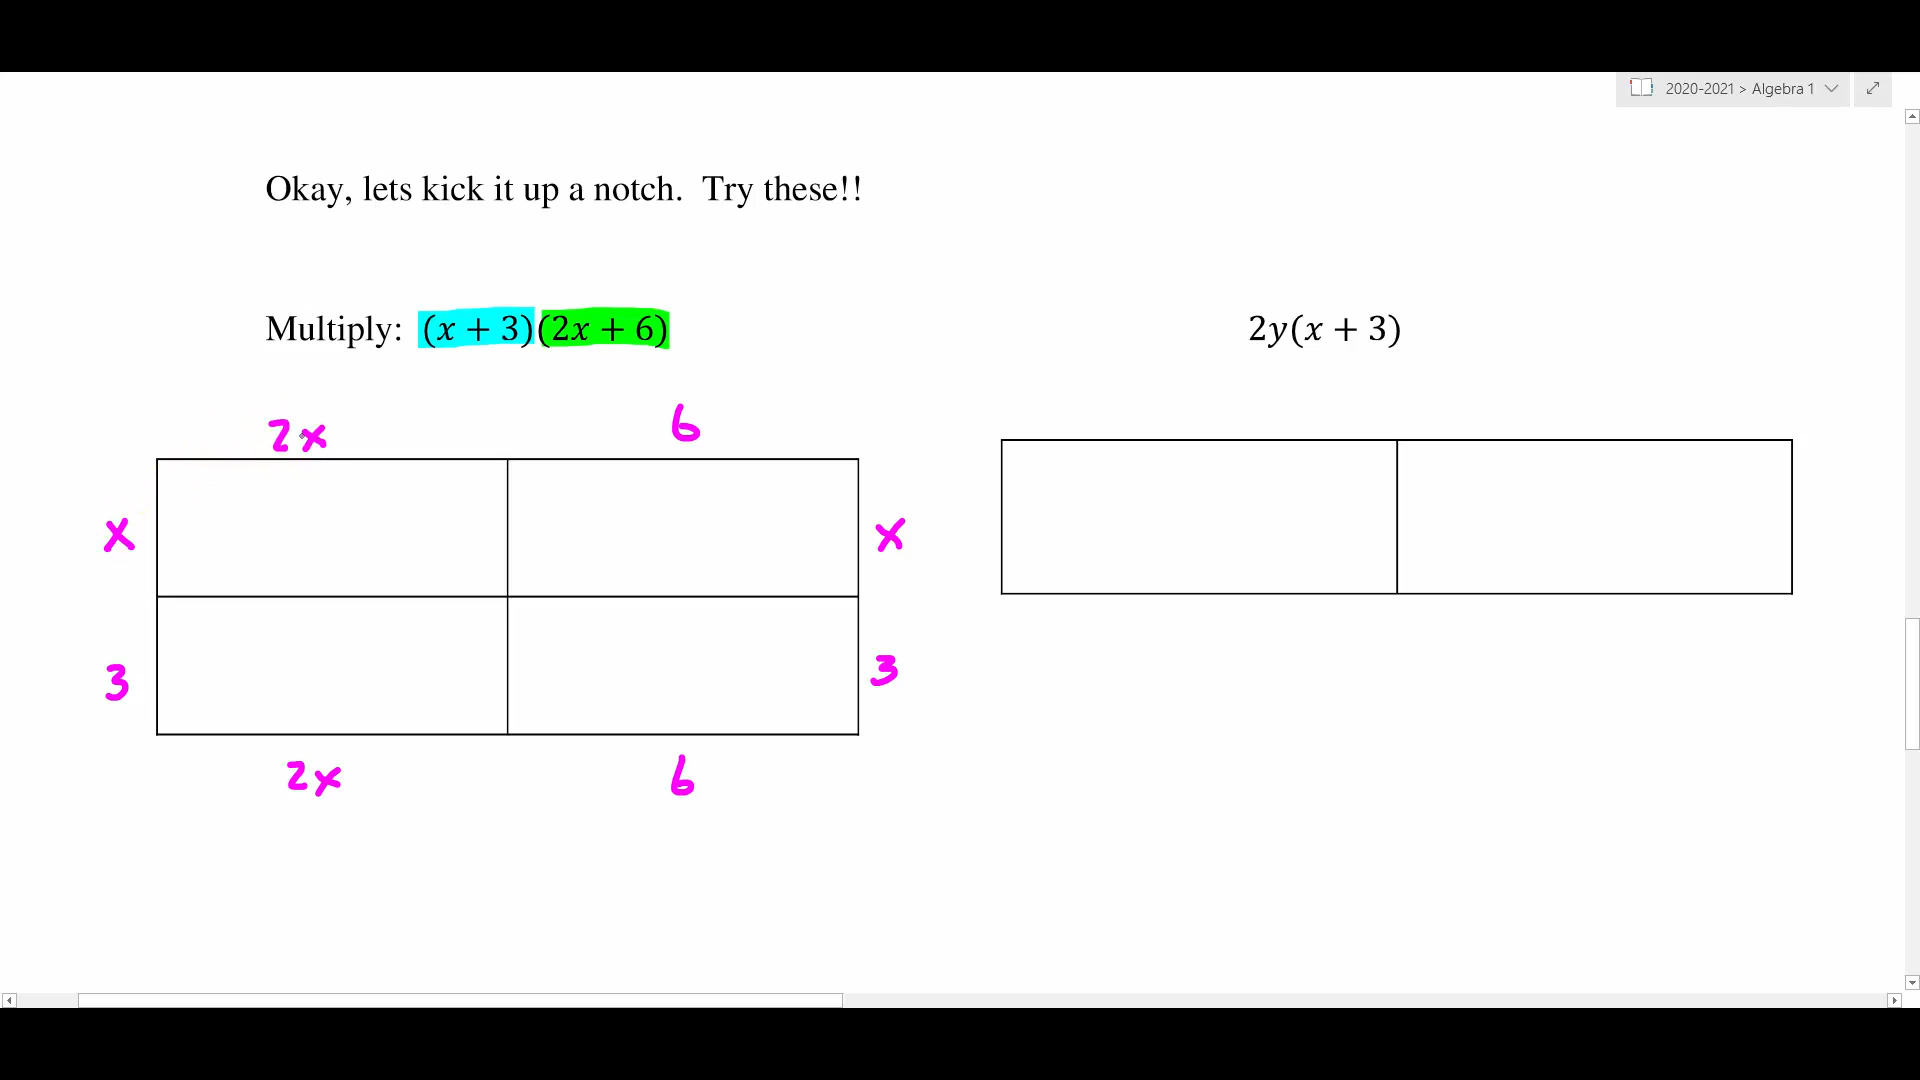 2020-2021 > Algebra 1
Okay, lets kick it up a notch. Try these!!
Multiply: (x + 3)(2x + 6)
2y(x + 3)
2x 6
x x
3 3
2x 6